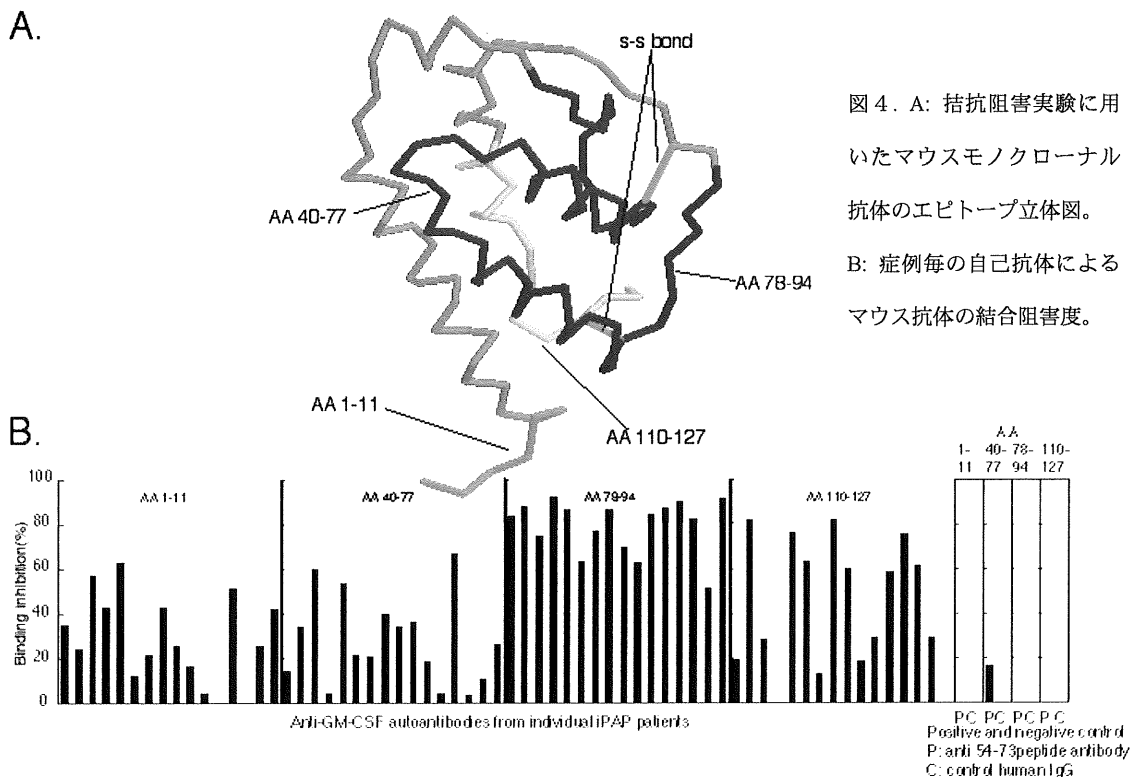 A.
s-s bond
AA 40-77
AA 78-94
AA 1-11
AA 110-127
図４. A: 拮抗阻害実験に用
いたマウスモノクローナル
抗体のエピトープ立体図。
B: 症例毎の自己抗体による
マウス抗体の結合阻害度。
B.
Binding inhibition(%)
100
80
60
40
20
0
AA 1-11
AA 40-77
AA 78-94
AA 110-127
Anti-GM-CSF autoantibodies from individual iPAP patients
AA
1- 40- 78- 110-
11 77 94 127
PC PC PC PC
Positive and negative control
P: anti 54-73peptide antibody
C: control human IgG